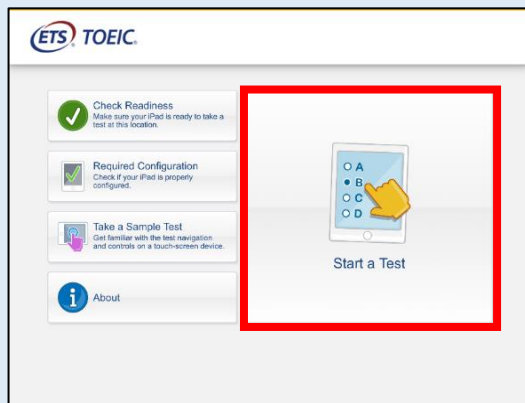 ETS TOEIC.
Check Readiness
Make sure your iPad is ready to take a
test at this location.
Required Configuration
Check if your iPad is properly
configured.
Take a Sample Test
Get familiar with the test navigation
and controls on a touch-screen device.
About
A
B
C
D
Start a Test